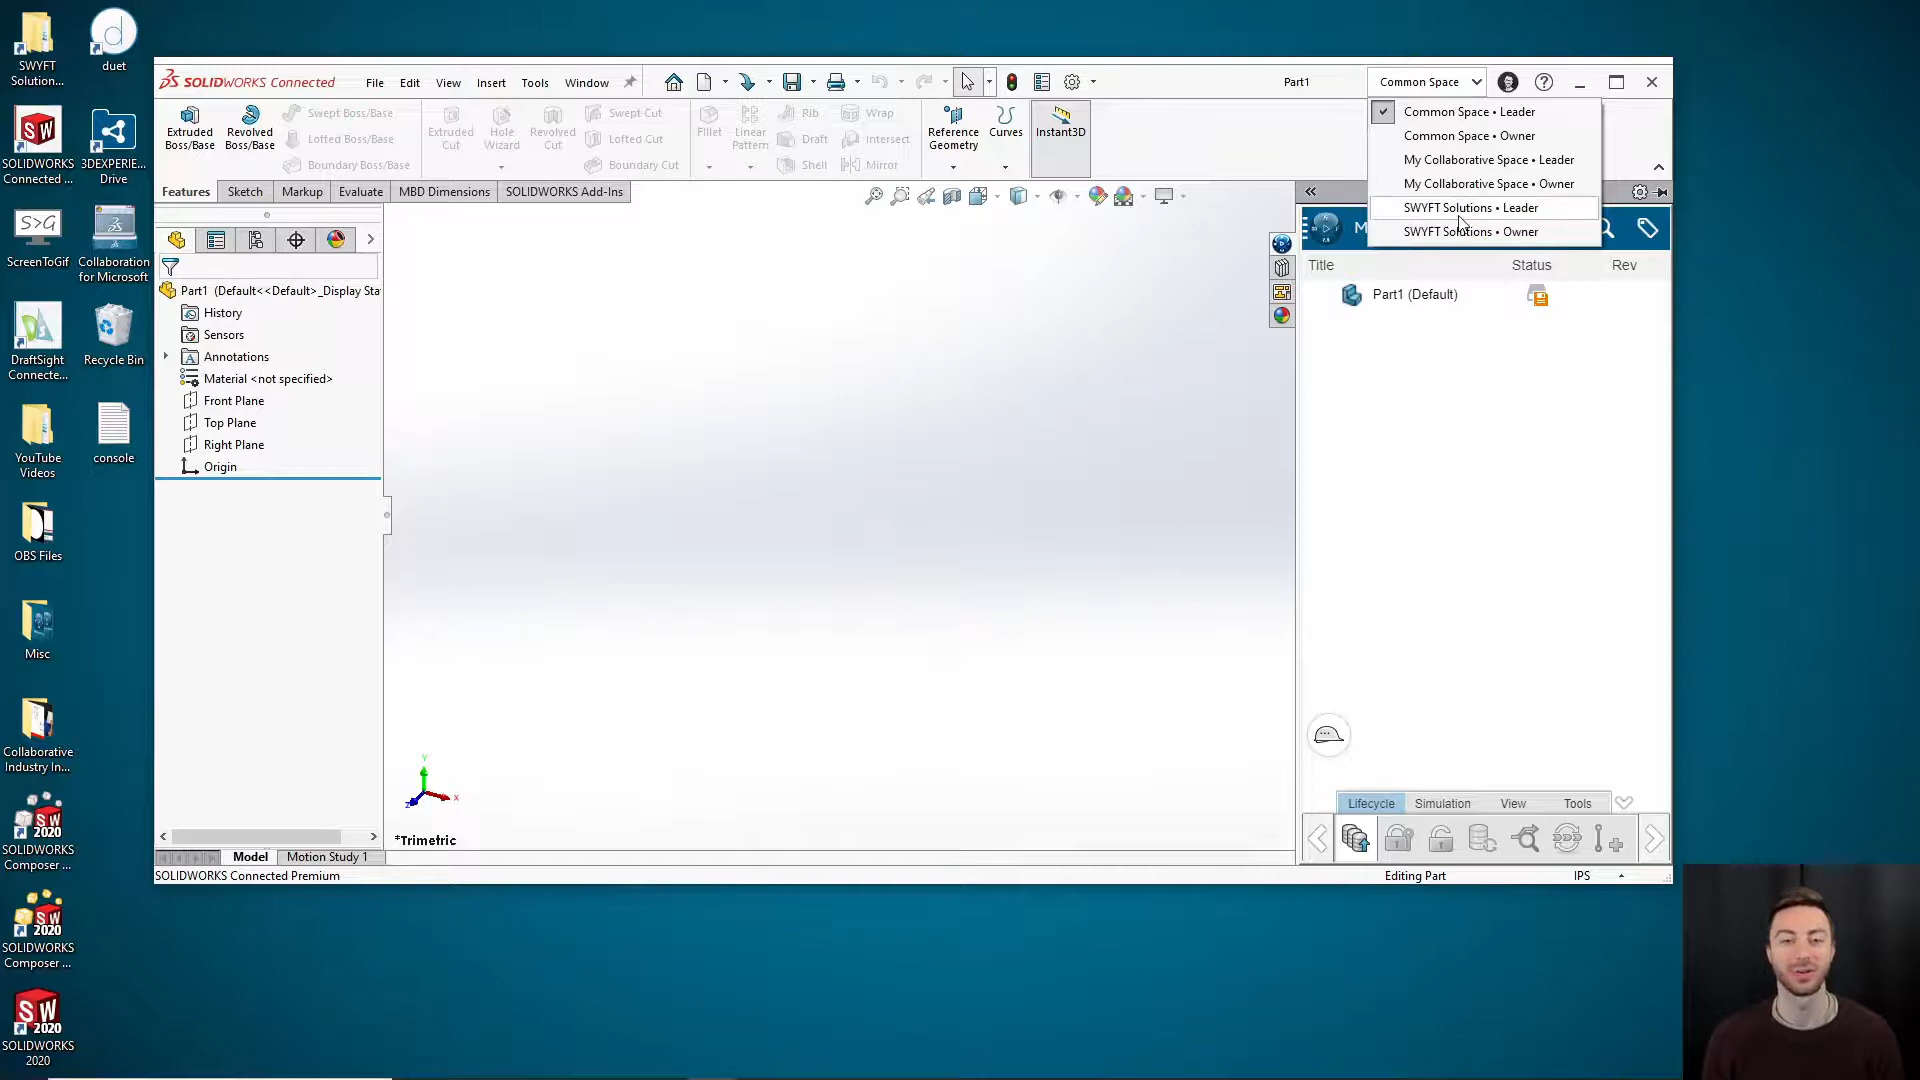 SWYFT
Solution...
duet
SOLIDWORKS
Connected ...
3DEXPERIE...
Drive
S>G
ScreenToGif
Collaboration
for Microsoft
DraftSight
Connecte...
Recycle Bin
YouTube
Videos
console
OBS Files
Misc
Collaborative
Industry In...
SW
2020
SOLIDWORKS
Composer ...
SW
2020
SOLIDWORKS
Composer ...
SW
2020
SOLIDWORKS
2020
SOLIDWORKS Connected
File Edit View Insert Tools Window
Part1
Common Space
Extruded
Boss/Base
Revolved
Boss/Base
Swept Boss/Base
Lofted Boss/Base
Boundary Boss/Base
Extruded
Cut
Hole
Wizard
Revolved
Cut
Swept Cut
Lofted Cut
Boundary Cut
Fillet
Linear
Pattern
Rib
Draft
Shell
Wrap
Intersect
Mirror
Reference
Geometry
Curves
Instant3D
Common Space • Leader
Common Space • Owner
My Collaborative Space • Leader
My Collaborative Space • Owner
SWYFT Solutions • Leader
SWYFT Solutions • Owner
Features Sketch Markup Evaluate MBD Dimensions SOLIDWORKS Add-Ins
Part1 (Default<<Default>_Display Sta
History
Sensors
Annotations
Material <not specified>
Front Plane
Top Plane
Right Plane
Origin
M
Title Status Rev
Part1 (Default)
Y
X
Z
*Trimetric
Lifecycle Simulation View Tools
Model Motion Study 1
SOLIDWORKS Connected Premium
Editing Part
IPS